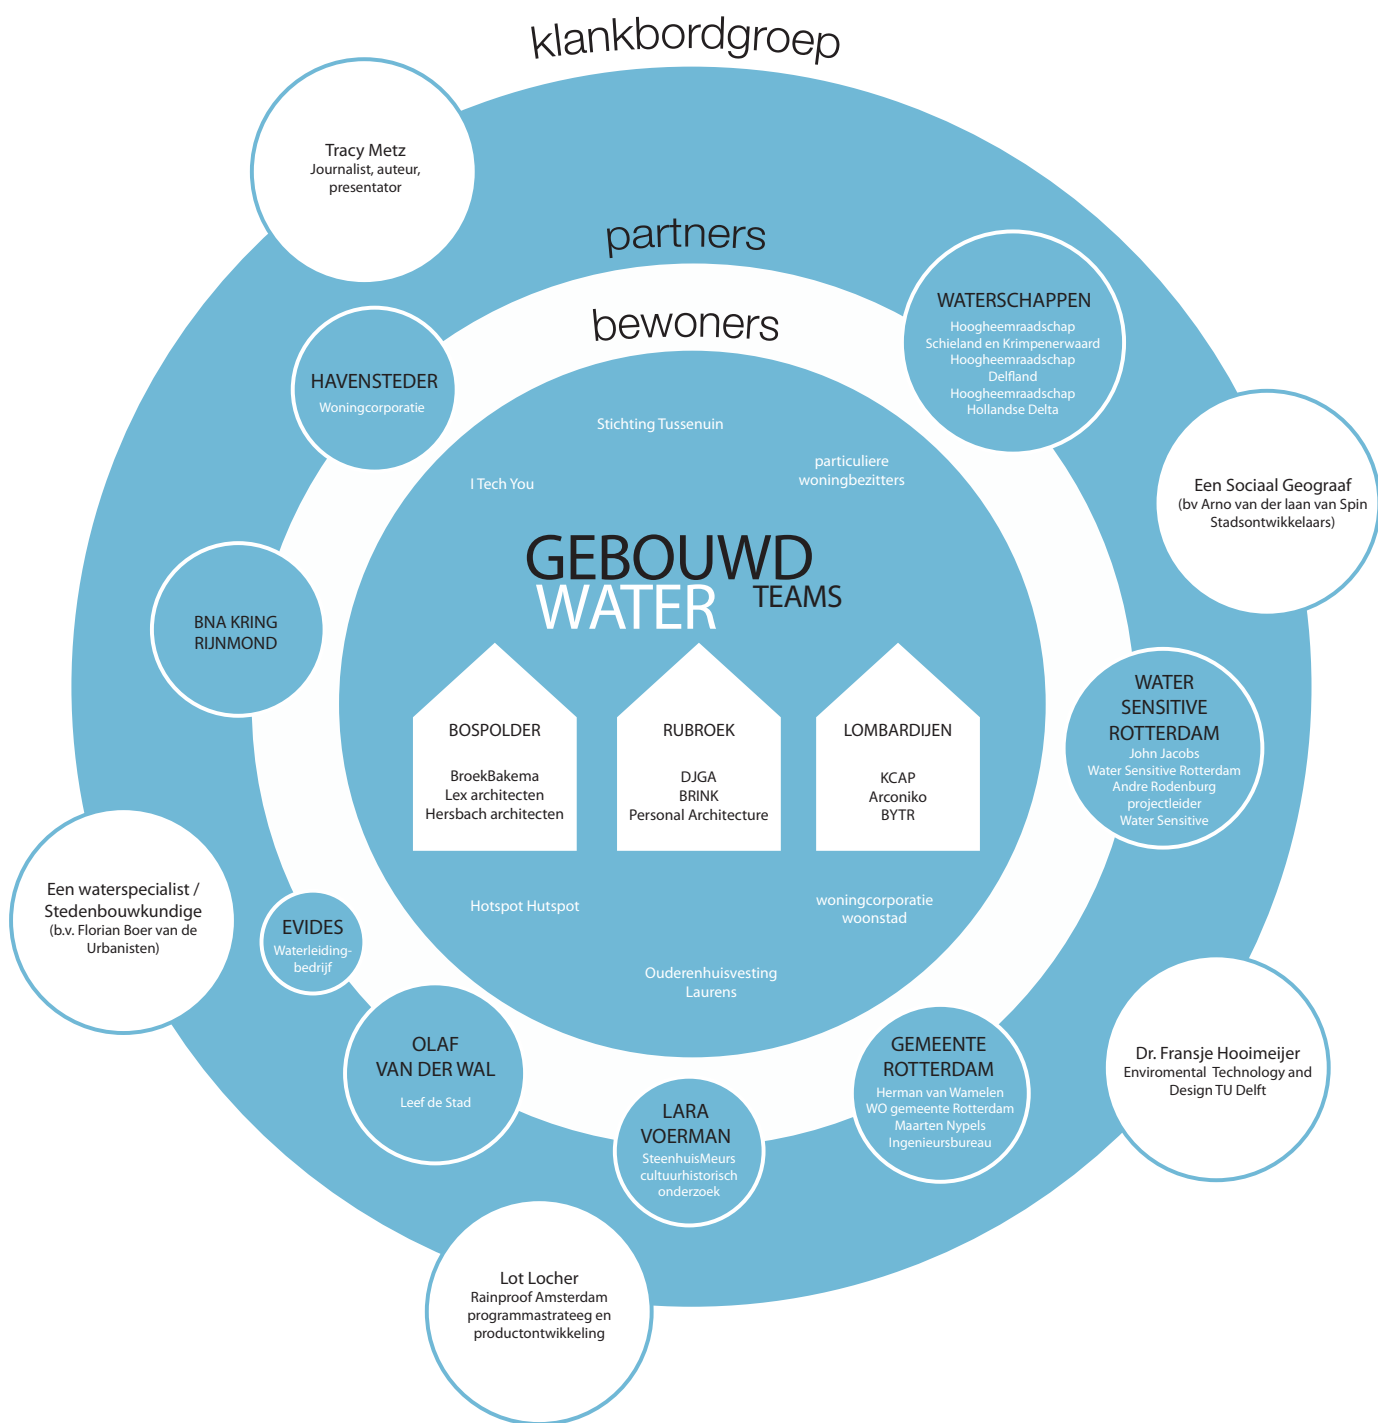 klankbordgroep
Tracy Metz
Journalist, auteur,
presentator
partners
bewoners
WATERSCHAPPEN
Hoogheemraadschap
Schieland en Krimpenerwaard
Hoogheemraadschap
Delfland
Hoogheemraadschap
Hollandse Delta
HAVENSTEDER
Woningcorporatie
Stichting Tussenuin
particuliere
woningbezitters
I Tech You
Een Sociaal Geograaf
(bv Arno van der laan van Spin
Stadsontwikkelaars)
GEBOUWD
WATER TEAMS
BNA KRING
RIJNMOND
WATER
SENSITIVE
ROTTERDAM
John Jacobs
Water Sensitive Rotterdam
Andre Rodenburg
projectleider
Water Sensitive
BOSPOLDER
BroekBakema
Lex architecten
Hersbach architecten
RUBROEK
DJGA
BRINK
Personal Architecture
LOMBARDIJEN
KCAP
Arconiko
BYTR
Een waterspecialist /
Stedenbouwkundige
(b.v. Florian Boer van de
Urbanisten)
EVIDES
Waterleiding-
bedrijf
Hotspot Hutspot
woningcorporatie
woonstad
Ouderenhuisvesting
Laurens
OLAF
VAN DER WAL
Leef de Stad
LARA
VOERMAN
SteenhuisMeurs
cultuurhistorisch
onderzoek
GEMEENTE
ROTTERDAM
Herman van Wamelen
WO gemeente Rotterdam
Maarten Nypels
Ingenieursbureau
Dr. Fransje Hooimeijer
Enviromental Technology and
Design TU Delft
Lot Locher
Rainproof Amsterdam
programmastrateeg en
productontwikkeling